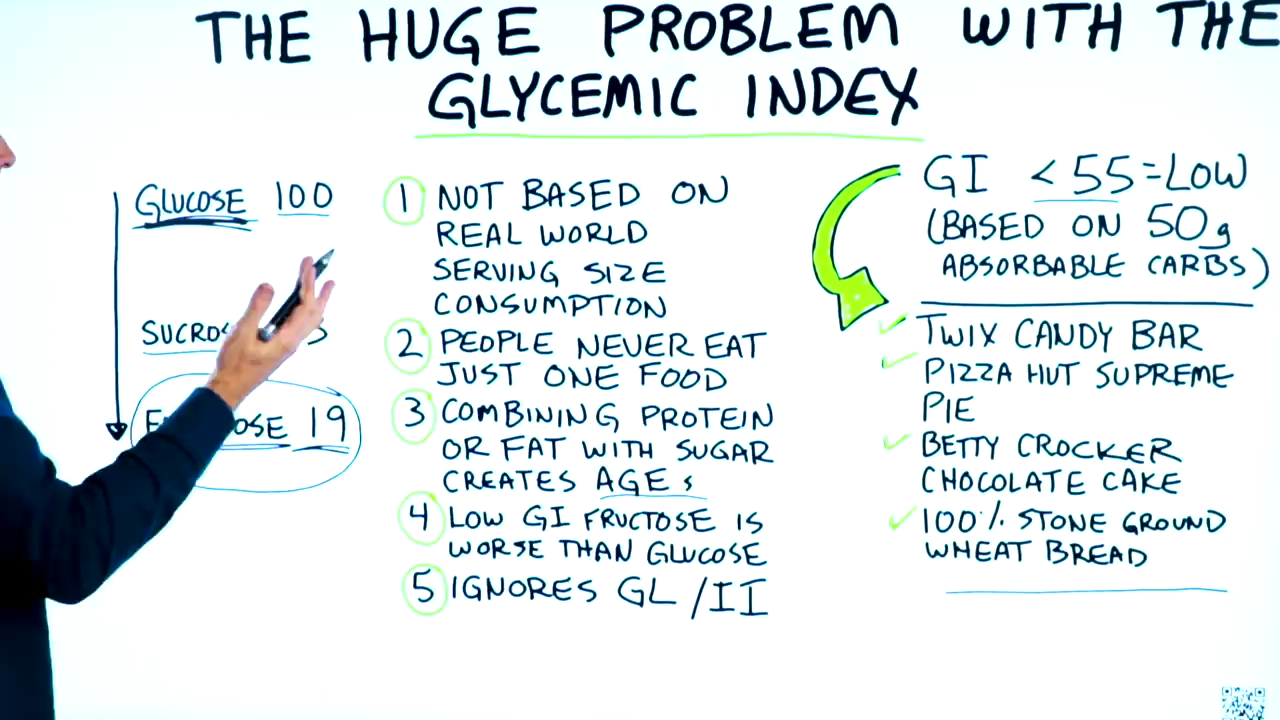 THE HUGE PROBLEM WITH THE
GLYCEMIC INDEX
GLUCOSE 100
19
1 NOT BASED ON
REAL WORLD
SERVING SIZE
CONSUMPTION
2 PEOPLE NEVER EAT
JUST ONE FOOD
3 COMBINING PROTEIN
OR FAT WITH SUGAR
CREATES AGEs
4 LOW GI FRUCTOSE IS
WORSE THAN GLUCOSE
5 IGNORES GL/II
GI <55=LOW
(BASED ON 50g
ABSORBABLE CARBS)
TWIX CANDY BAR
PIZZA HUT SUPREME
PIE
BETTY CROCKER
CHOCOLATE CAKE
100% STONE GROUND
WHEAT BREAD